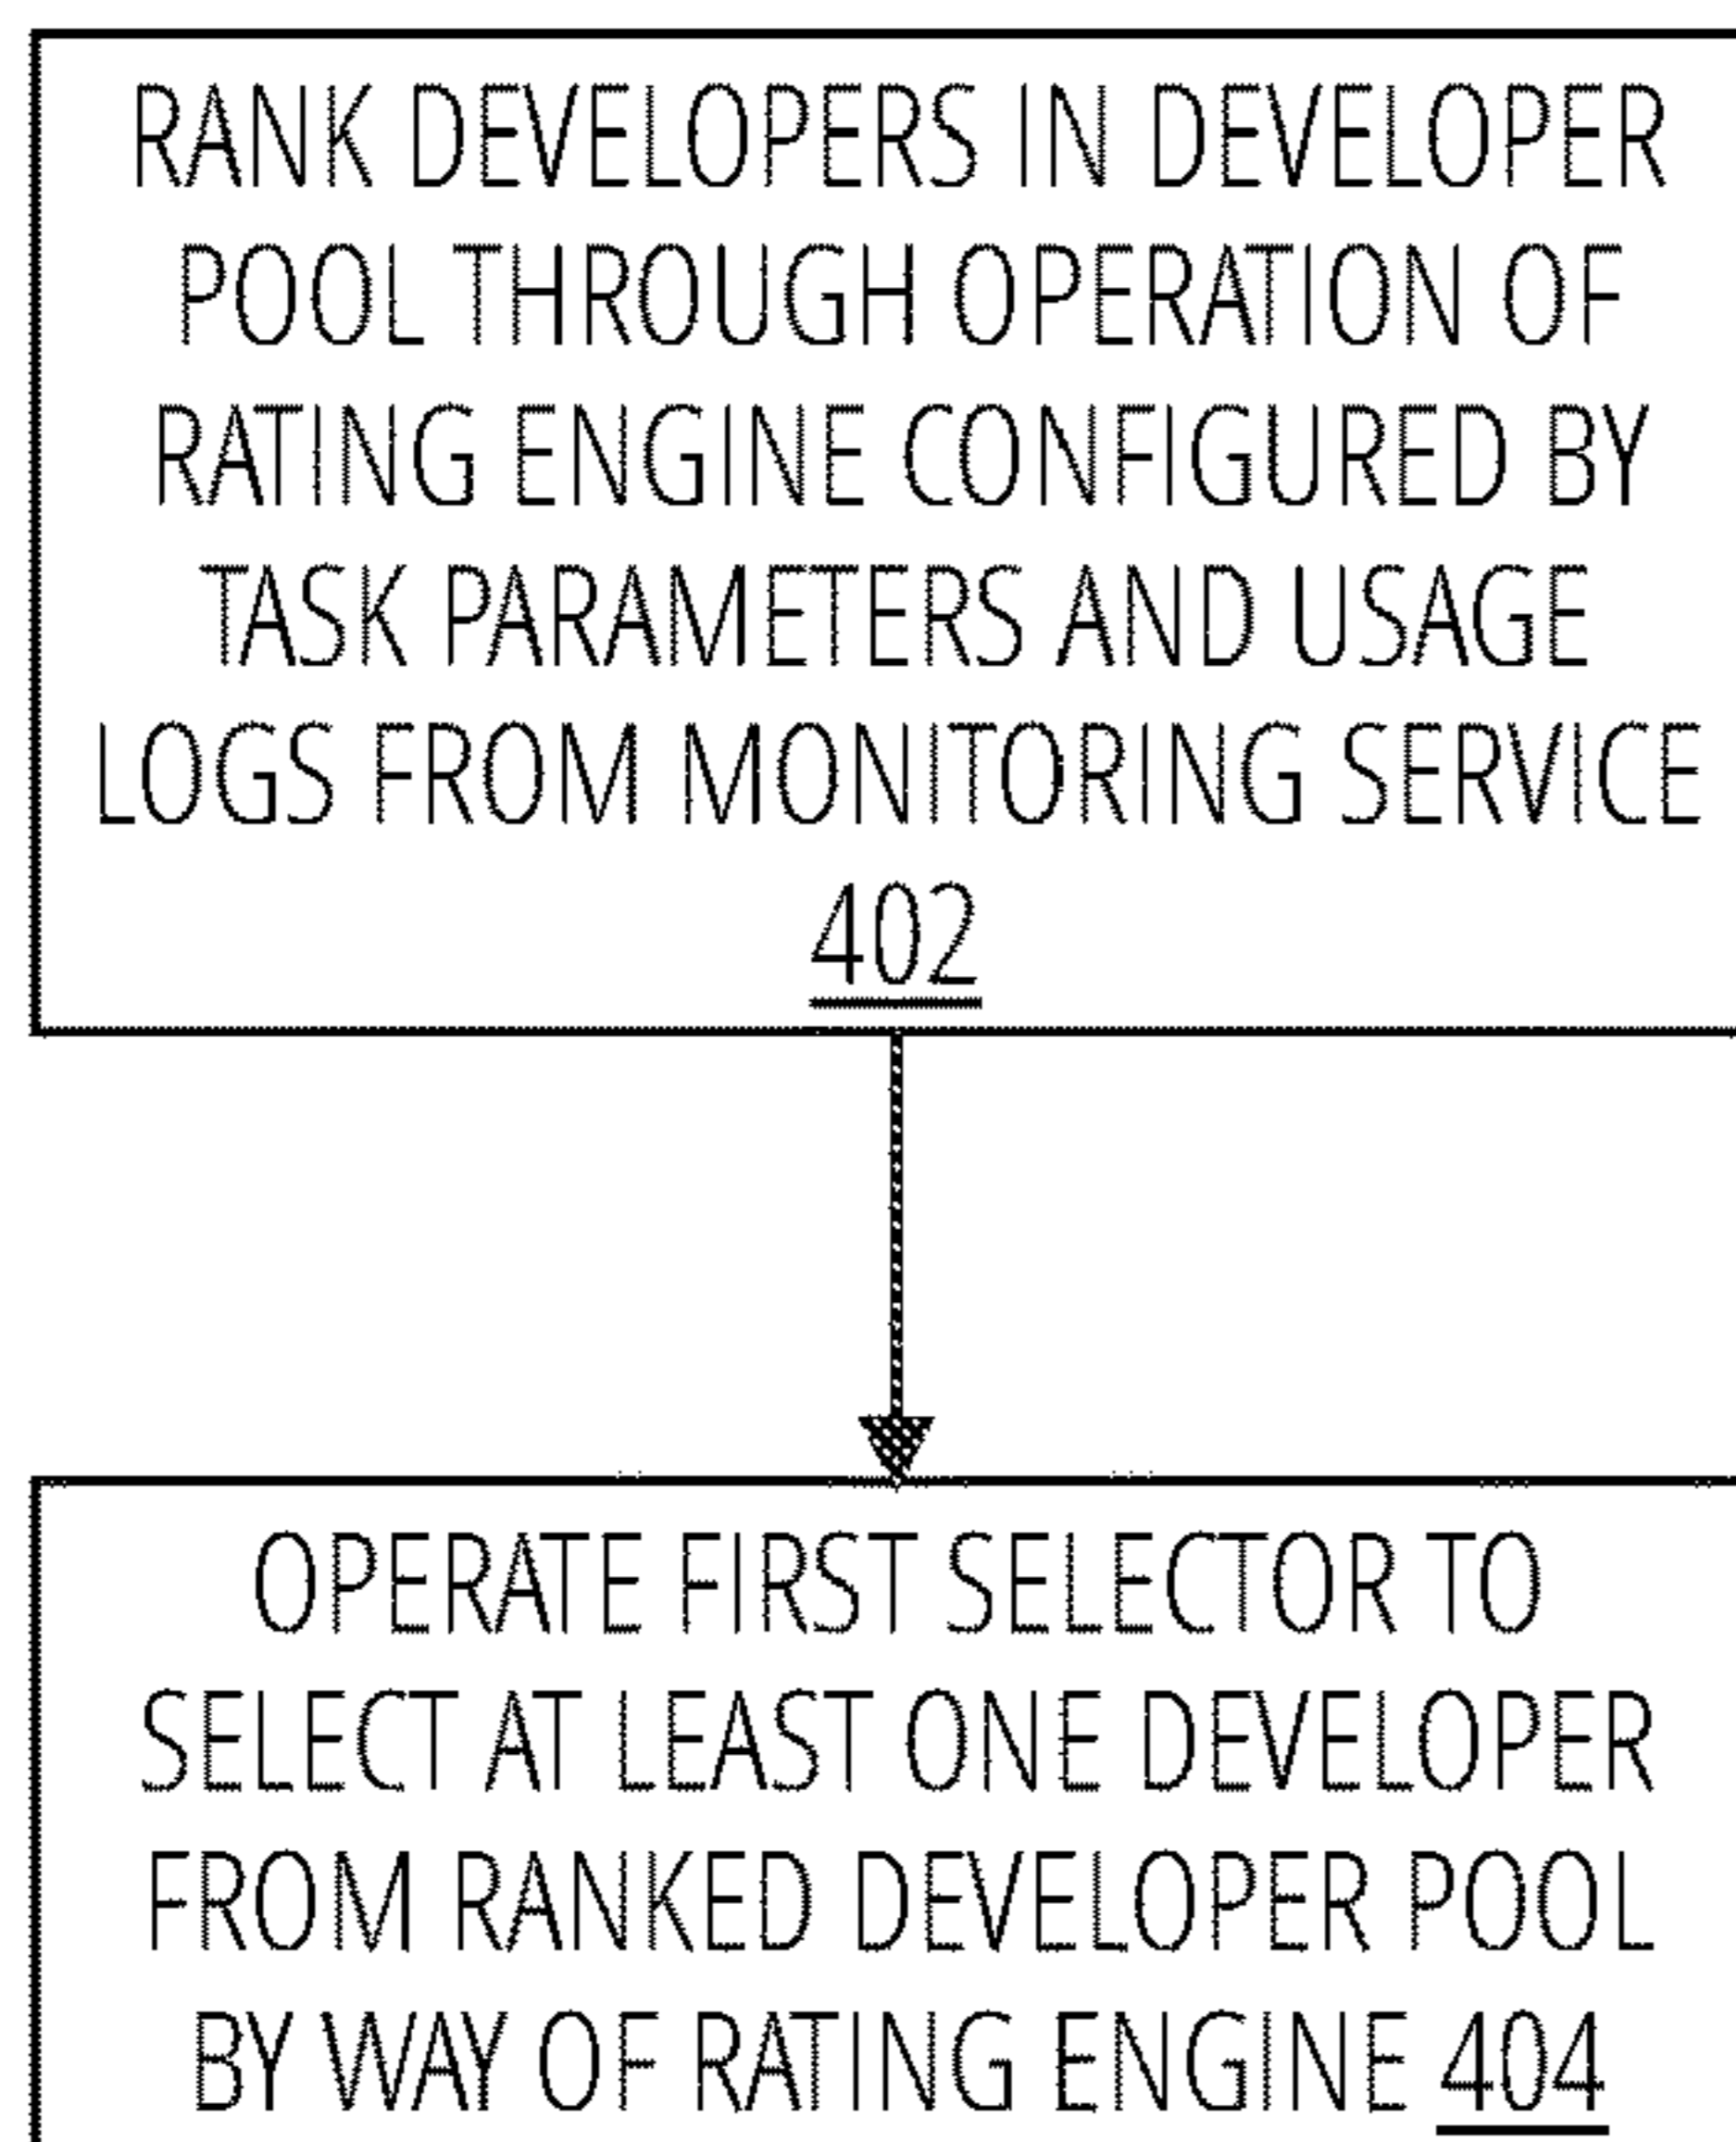 RANK DEVELOPERS IN DEVELOPER
POOL THROUGH OPERATION OF
RATING ENGINE CONFIGURED BY
TASK PARAMETERS AND USAGE
LOGS FROM MONITORING SERVICE
402
OPERATE FIRST SELECTOR TO
SELECT AT LEAST ONE DEVELOPER
FROM RANKED DEVELOPER POOL
BY WAY OF RATING ENGINE 404